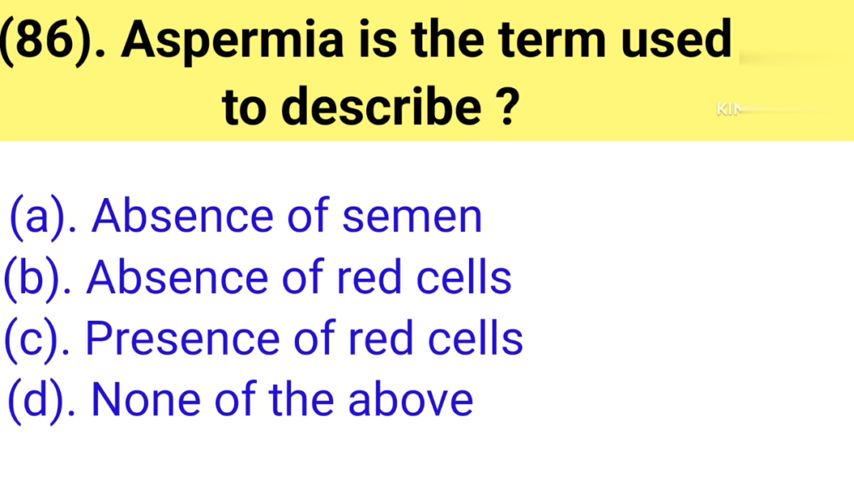 (86). Aspermia is the term used
to describe ?
(a). Absence of semen
(b). Absence of red cells
(c). Presence of red cells
(d). None of the above